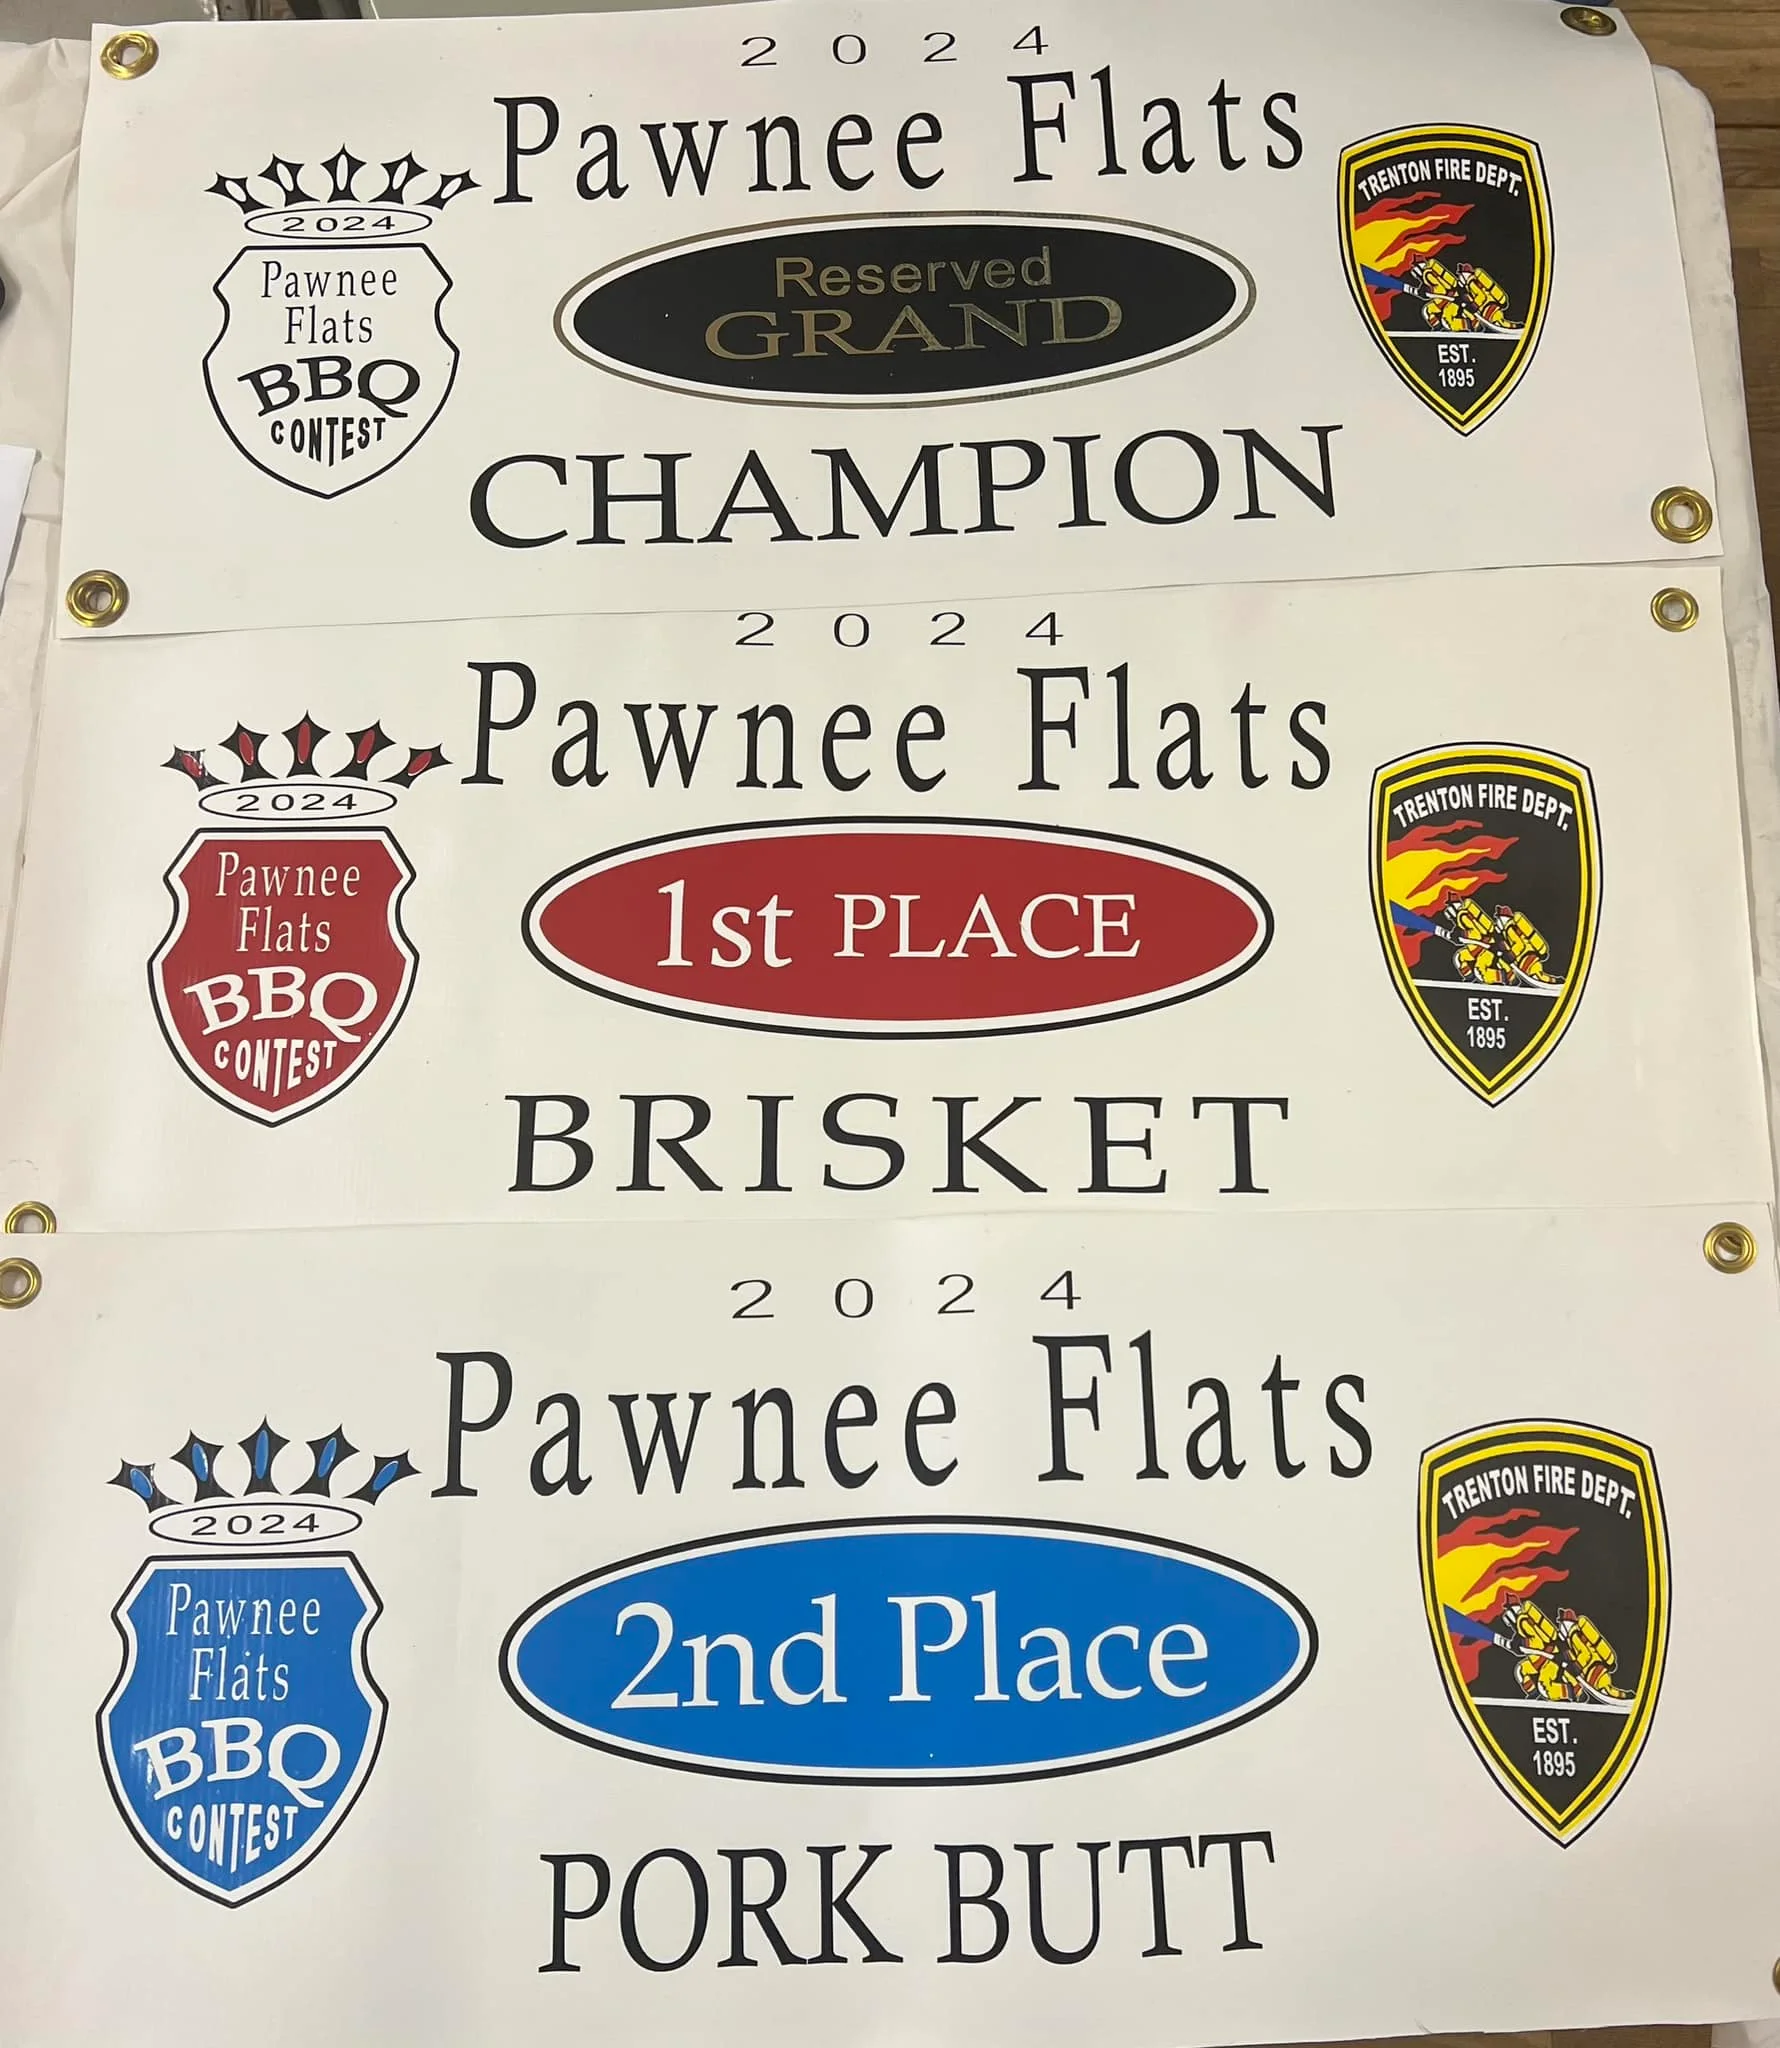 2024
Pawnee Flats
2024
Pawnee
Flats
BBQ
CONTEST
Reserved
GRAND
CHAMPION
TRENTON FIRE DEPT.
EST.
1895
2024
Pawnee Flats
2024
Pawnee
Flats
BBQ
CONTEST
1st PLACE
BRISKET
TRENTON FIRE DEPT.
EST.
1895
2024
Pawnee Flats
2024
Pawnee
Flats
BBQ
CONTEST
2nd Place
PORK BUTT
TRENTON FIRE DEPT.
EST.
1895